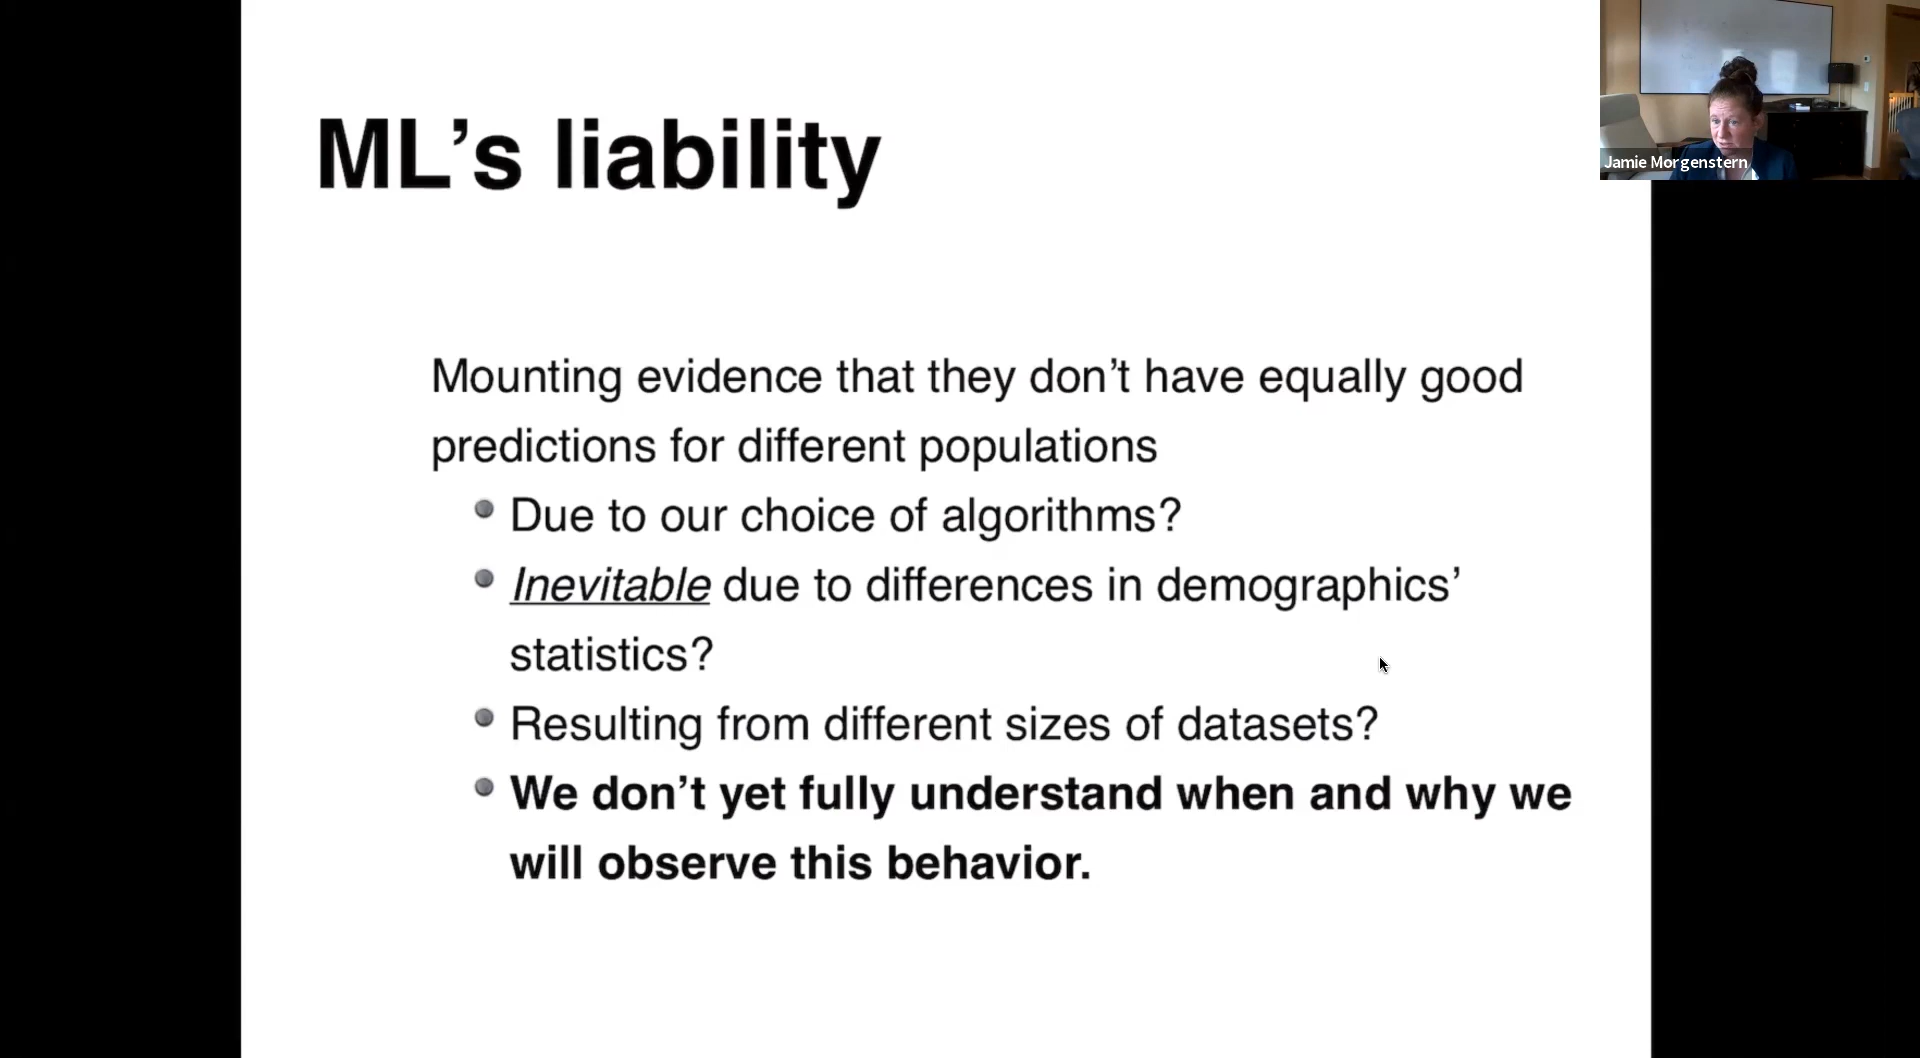 ML’s liability
Jamie Morgenstern
Mounting evidence that they don’t have equally good
predictions for different populations
Due to our choice of algorithms?
Inevitable due to differences in demographics’
statistics?
Resulting from different sizes of datasets?
We don’t yet fully understand when and why we
will observe this behavior.